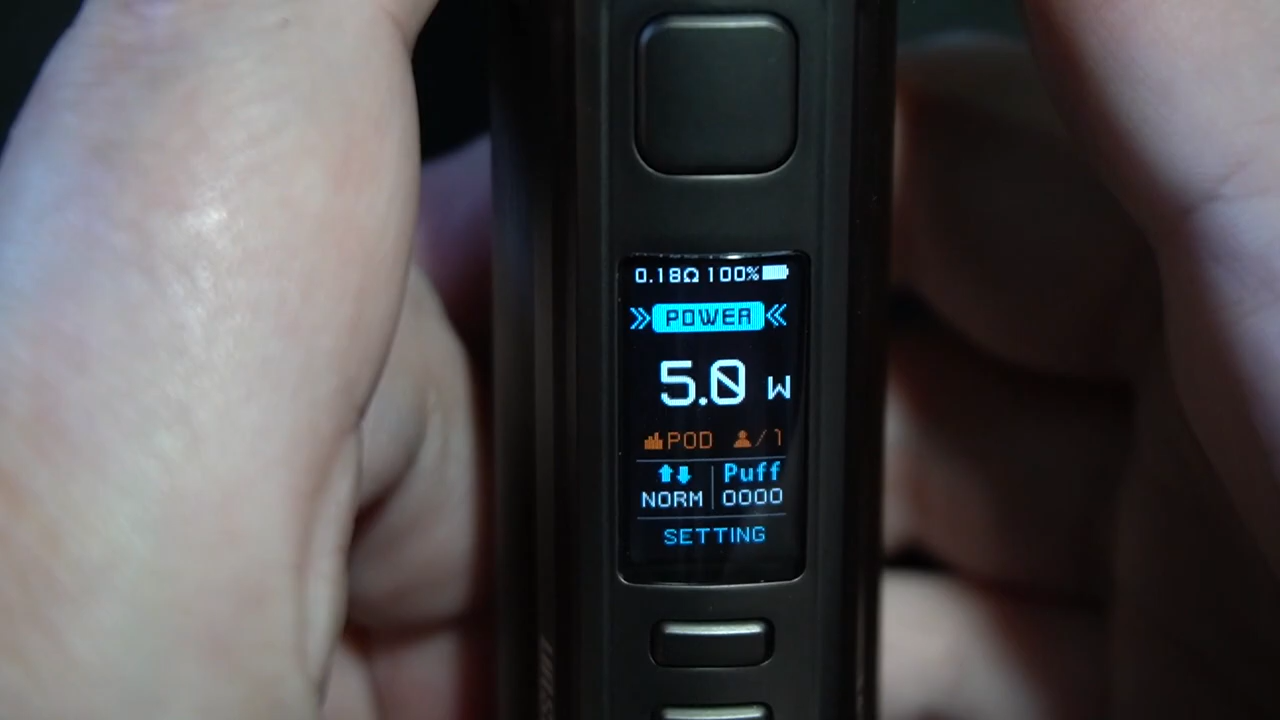 0.18Ω 100%
» POWER «
5.0 W
POD / 1
NORM Puff 0000
SETTING